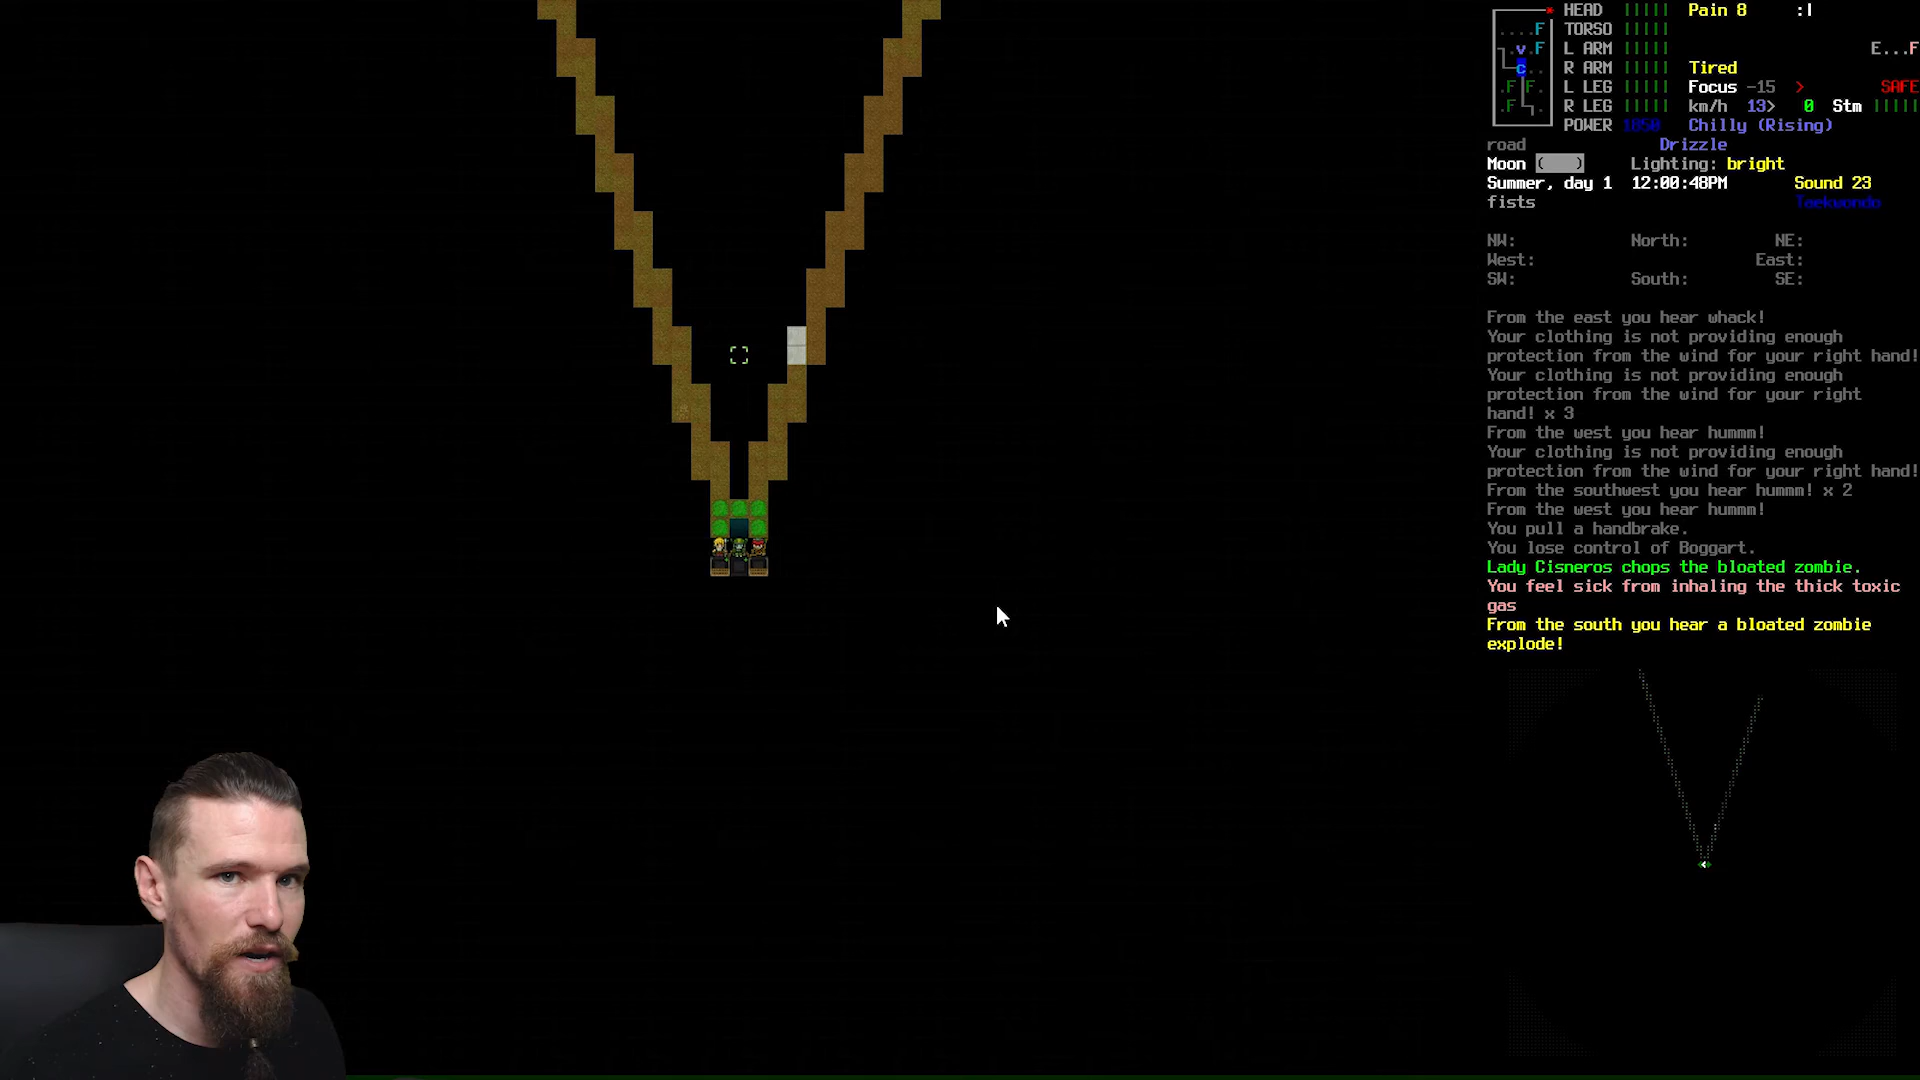 HEAD ||||| Pain 8 :I
....F TORSO |||||
v.F L ARM ||||| E...F
c.. R ARM ||||| Tired
.F F. L LEG ||||| Focus -15 > SAFE
.F . R LEG ||||| km/h 13> 0 Stm |||||
POWER 1850 Chilly (Rising)
road Drizzle
Moon ( ) Lighting: bright
Summer, day 1 12:00:48PM Sound 23
fists Taekwondo
NW: North: NE:
West: East:
SW: South: SE:
From the east you hear whack!
Your clothing is not providing enough
protection from the wind for your right hand!
Your clothing is not providing enough
protection from the wind for your right
hand! x 3
From the west you hear hummm!
Your clothing is not providing enough
protection from the wind for your right hand!
From the southwest you hear hummm! x 2
From the west you hear hummm!
You pull a handbrake.
You lose control of Boggart.
Lady Cisneros chops the bloated zombie.
You feel sick from inhaling the thick toxic
gas
From the south you hear a bloated zombie
explode!